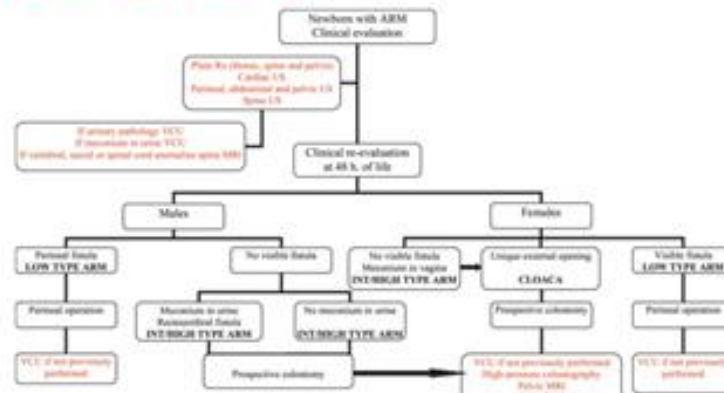 Newborn with ARM
Clinical evaluation
Plain Rx (thorax, spine and pelvis)
Cardiac US
Perineal, abdominal and pelvic US
Spine US
If urinary pathology VCU
If meconium in urine VCU
If vertebral, sacral or spinal cord anomalies spine MRI
Clinical re-evaluation
at 48 h. of life
Males
Females
Perineal fistula
LOW TYPE ARM
No visible fistula
No visible fistula
Meconium in vagina
INT/HIGH TYPE ARM
Unique external opening
CLOACA
Visible fistula
LOW TYPE ARM
Perineal operation
Meconium in urine
Rectourethral fistula
INT/HIGH TYPE ARM
No meconium in urine
INT/HIGH TYPE ARM
Prospective colostomy
Perineal operation
VCU if not previously
performed
Prospective colostomy
VCU if not previously performed
High-pressure colostography
Pelvic MRI
VCU if not previously
performed